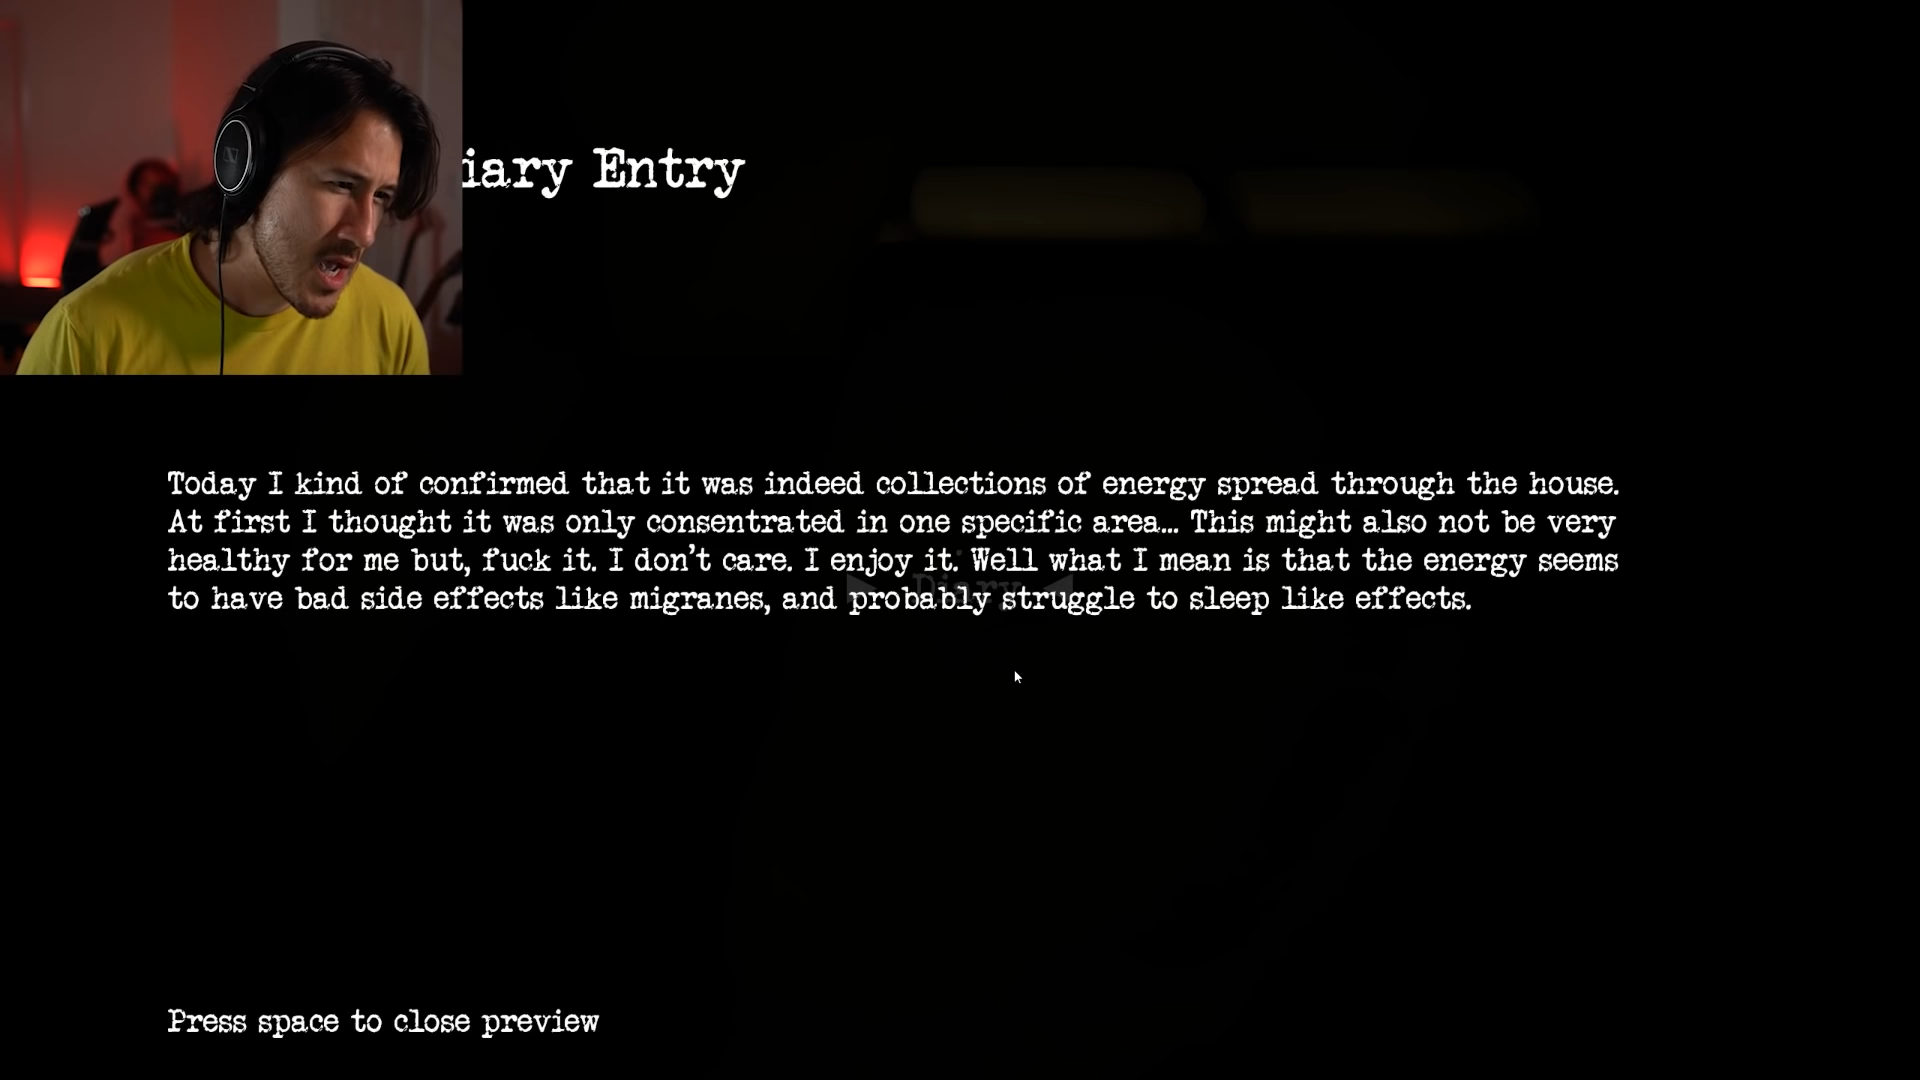 iary Entry
Today I kind of confirmed that it was indeed collections of energy spread through the house.
At first I thought it was only consentrated in one specific area... This might also not be very
healthy for me but, fuck it. I don't care. I enjoy it. Well what I mean is that the energy seems
to have bad side effects like migranes, and probably struggle to sleep like effects.
Diary
Press space to close preview